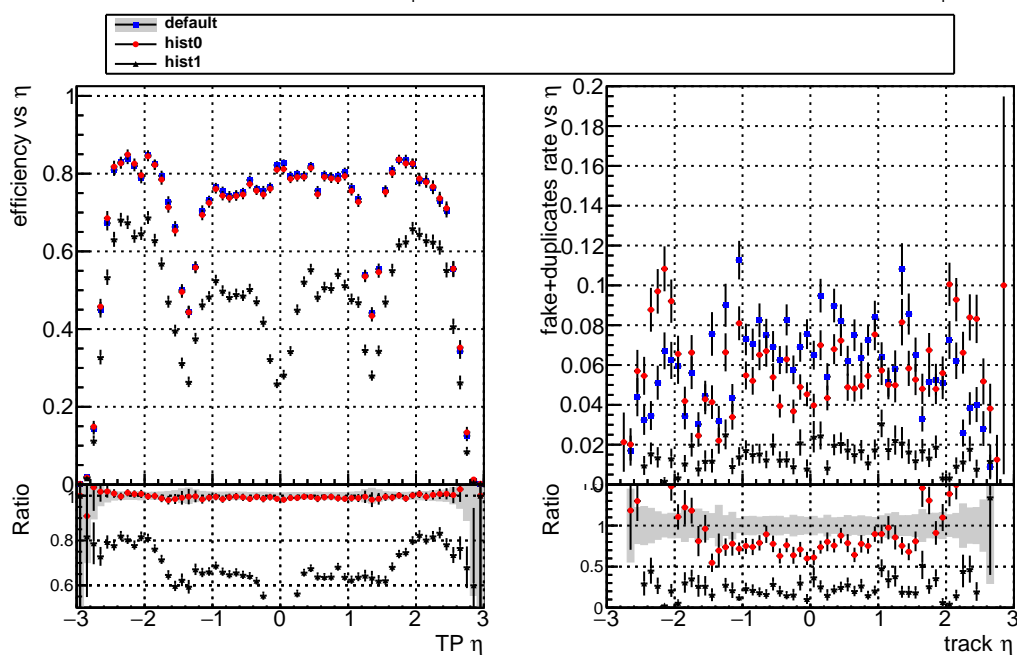 default
hist0
hist1
efficiency vs η
1
0.8
0.6
0.4
0.2
0
Ratio
0.8
0.6
−3 −2 −1 0 1 2 3
TP η
fake+duplicates rate vs η
0.2
0.18
0.16
0.14
0.12
0.1
0.08
0.06
0.04
0.02
0
Ratio
1
0.5
0
−3 −2 −1 0 1 2 3
track η